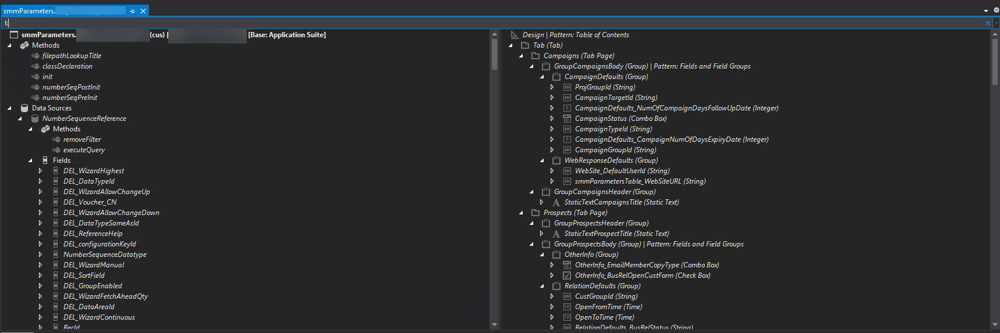 smmParameters.
l:
smmParameters. (cus) [ [Base: Application Suite]
Methods
filepathLookupTitle
classDeclaration
init
numberSeqPostInit
numberSeqPreInit
Data Sources
NumberSequenceReference
Methods
removeFilter
executeQuery
Fields
DEL_WizardHighest
DEL_DataTypeId
DEL_WizardAllowChangeUp
DEL_Voucher_CN
DEL_WizardAllowChangeDown
DEL_DataTypeSameAsId
DEL_ReferenceHelp
DEL_configurationKeyId
NumberSequenceDatatype
DEL_WizardManual
DEL_SortField
DEL_GroupEnabled
DEL_WizardFetchAheadQty
DEL_DataAreaId
DEL_WizardContinuous
RecId
Design | Pattern: Table of Contents
Tab (Tab)
Campaigns (Tab Page)
GroupCampaignsBody (Group) | Pattern: Fields and Field Groups
CampaignDefaults (Group)
ProjGroupId (String)
CampaignTargetId (String)
CampaignDefaults_NumOfCampaignDaysFollowUpDate (Integer)
CampaignStatus (Combo Box)
CampaignTypeId (String)
CampaignDefaults_CampaignNumOfDaysExpiryDate (Integer)
CampaignGroupId (String)
WebResponseDefaults (Group)
WebSite_DefaultUserId (String)
smmParametersTable_WebSiteURL (String)
GroupCampaignsHeader (Group)
StaticTextCampaignsTitle (Static Text)
Prospects (Tab Page)
GroupProspectsHeader (Group)
StaticTextProspectTitle (Static Text)
GroupProspectsBody (Group) | Pattern: Fields and Field Groups
OtherInfo (Group)
OtherInfo_EmailMemberCopyType (Combo Box)
OtherInfo_BusRelOpenCustForm (Check Box)
RelationDefaults (Group)
CustGroupId (String)
OpenFromTime (Time)
OpenToTime (Time)
RelationDefaults_BusRelStatus (String)